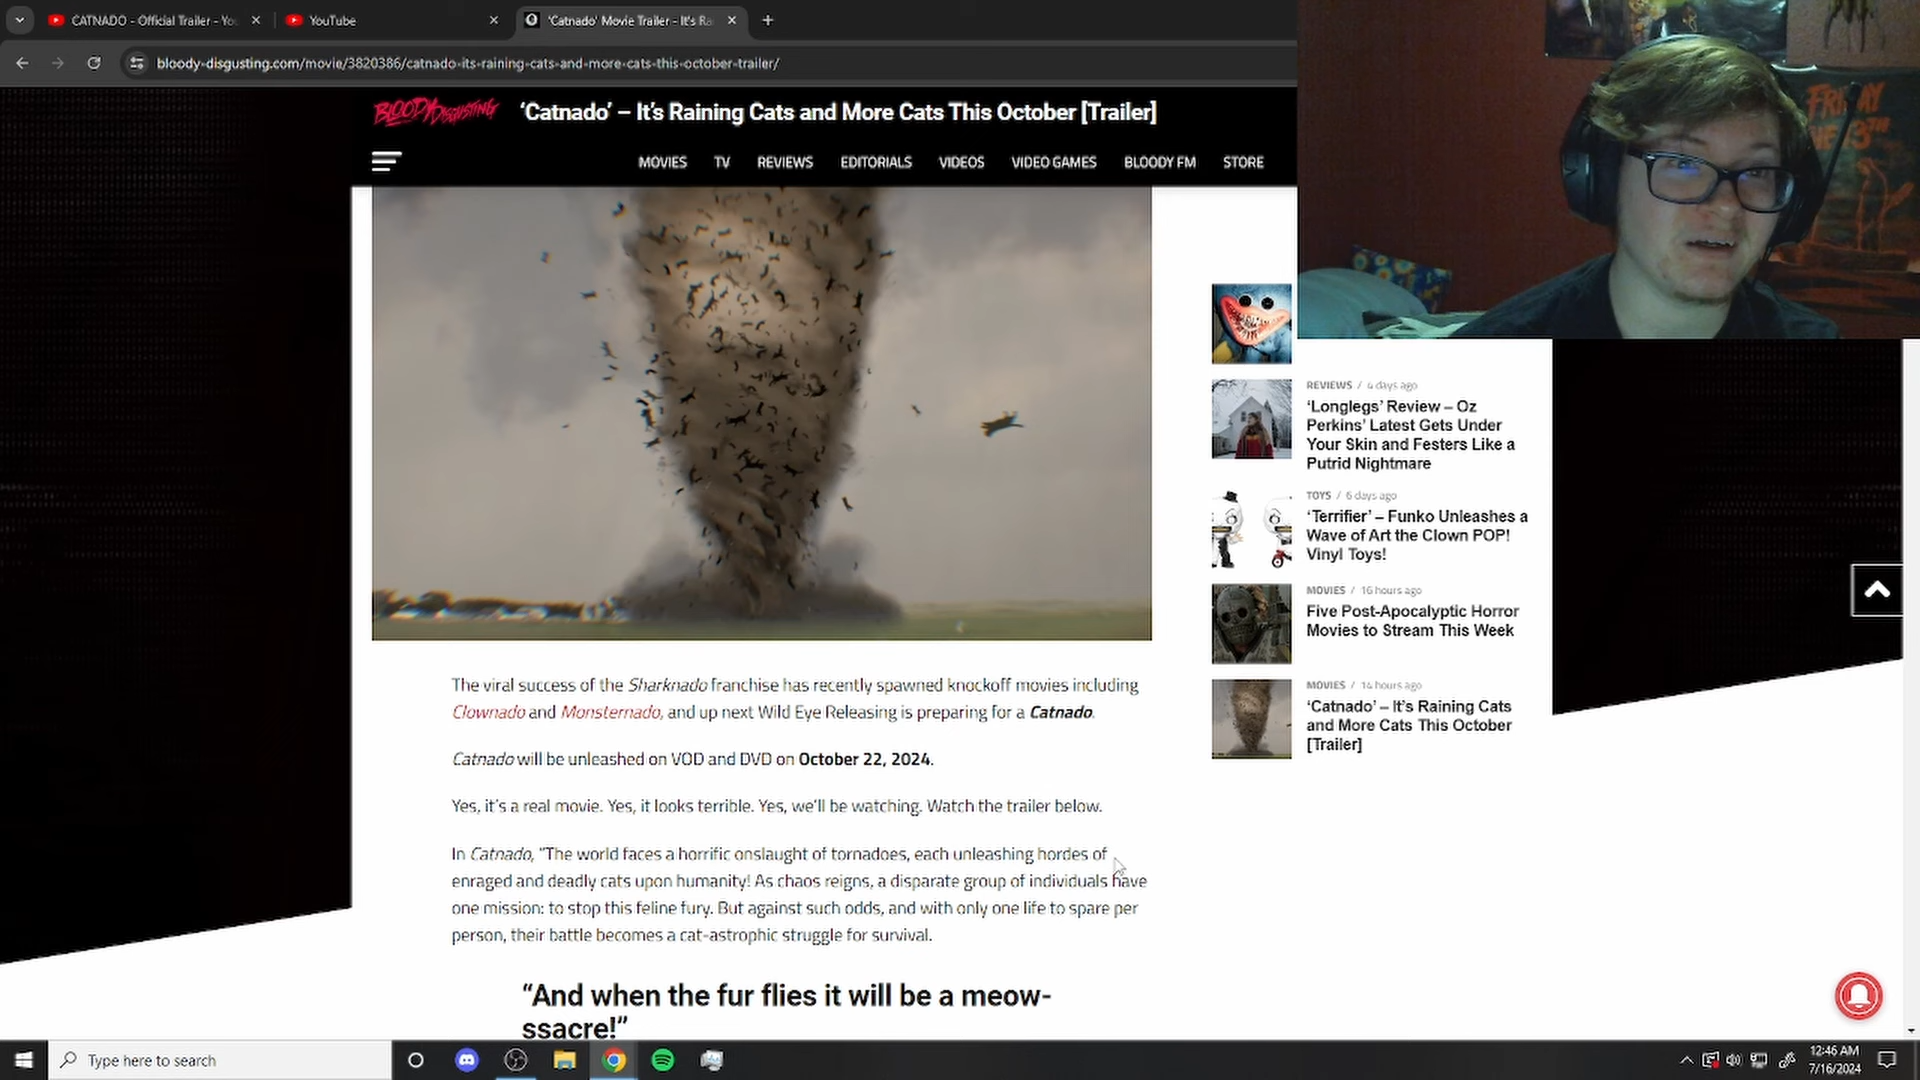 CATNADO - Official Trailer - Yo
YouTube
'Catnado' Movie Trailer - It's Ra
bloody-disgusting.com/movie/3820386/catnado-its-raining-cats-and-more-cats-this-october-trailer/
BLOODY DISGUSTING
‘Catnado’ – It’s Raining Cats and More Cats This October [Trailer]
MOVIES TV REVIEWS EDITORIALS VIDEOS VIDEO GAMES BLOODY FM STORE
FRIDAY
THE 13TH
The viral success of the Sharknado franchise has recently spawned knockoff movies including
Clownado and Monsternado, and up next Wild Eye Releasing is preparing for a Catnado.
Catnado will be unleashed on VOD and DVD on October 22, 2024.
Yes, it’s a real movie. Yes, it looks terrible. Yes, we’ll be watching. Watch the trailer below.
In Catnado, “The world faces a horrific onslaught of tornadoes, each unleashing hordes of
enraged and deadly cats upon humanity! As chaos reigns, a disparate group of individuals have
one mission: to stop this feline fury. But against such odds, and with only one life to spare per
person, their battle becomes a cat-astrophic struggle for survival.
“And when the fur flies it will be a meow-
ssacre!”
REVIEWS / 4 days ago
‘Longlegs’ Review – Oz
Perkins’ Latest Gets Under
Your Skin and Festers Like a
Putrid Nightmare
TOYS / 6 days ago
‘Terrifier’ – Funko Unleashes a
Wave of Art the Clown POP!
Vinyl Toys!
MOVIES / 16 hours ago
Five Post-Apocalyptic Horror
Movies to Stream This Week
MOVIES / 14 hours ago
‘Catnado’ – It’s Raining Cats
and More Cats This October
[Trailer]
Type here to search
12:46 AM
7/16/2024